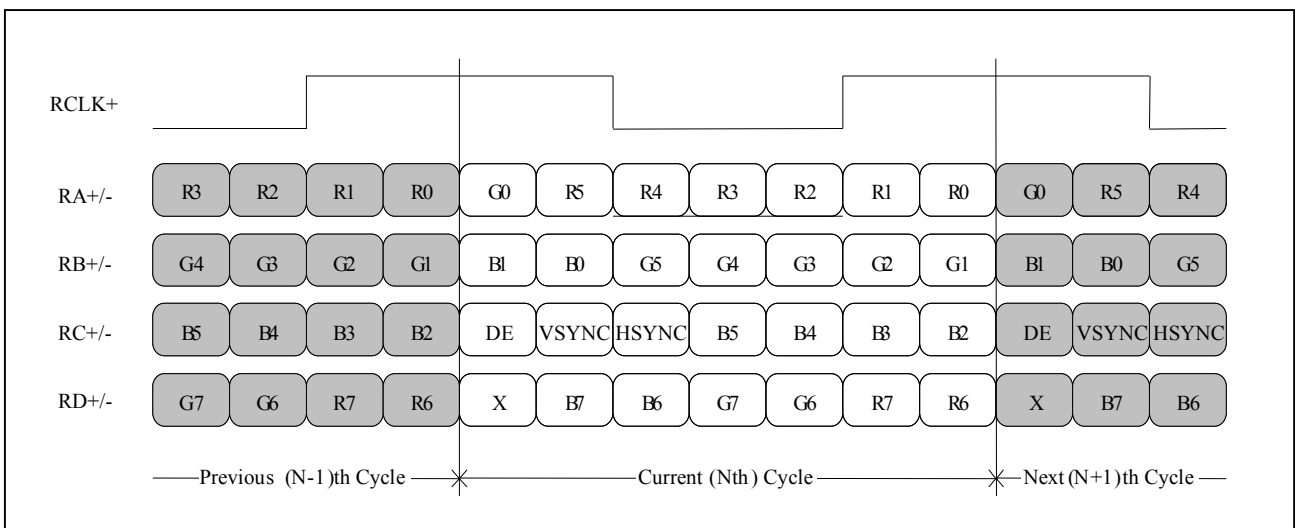 RCLK+
RA+/- R3 R2 R1 R0 G0 R5 R4 R3 R2 R1 R0 G0 R5 R4
RB+/- G4 G3 G2 G1 B1 B0 G5 G4 G3 G2 G1 B1 B0 G5
RC+/- B5 B4 B3 B2 DE VSYNC HSYNC B5 B4 B3 B2 DE VSYNC HSYNC
RD+/- G7 G6 R7 R6 X B7 B6 G7 G6 R7 R6 X B7 B6
Previous (N-1)th Cycle Current (Nth) Cycle Next (N+1)th Cycle